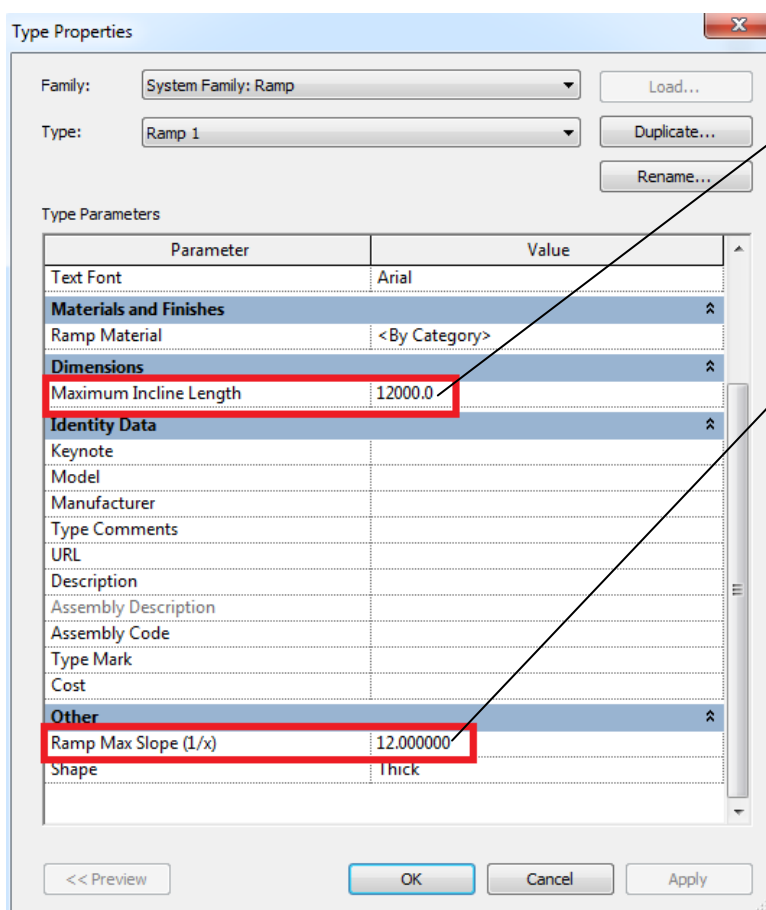 Type Properties
Family: System Family: Ramp Load...
Type: Ramp 1 Duplicate...
Rename...
Type Parameters
Parameter Value
Text Font Arial
Materials and Finishes
Ramp Material <By Category>
Dimensions
Maximum Incline Length 12000.0
Identity Data
Keynote
Model
Manufacturer
Type Comments
URL
Description
Assembly Description
Assembly Code
Type Mark
Cost
Other
Ramp Max Slope (1/x) 12.000000
Shape Thick
<< Preview OK Cancel Apply